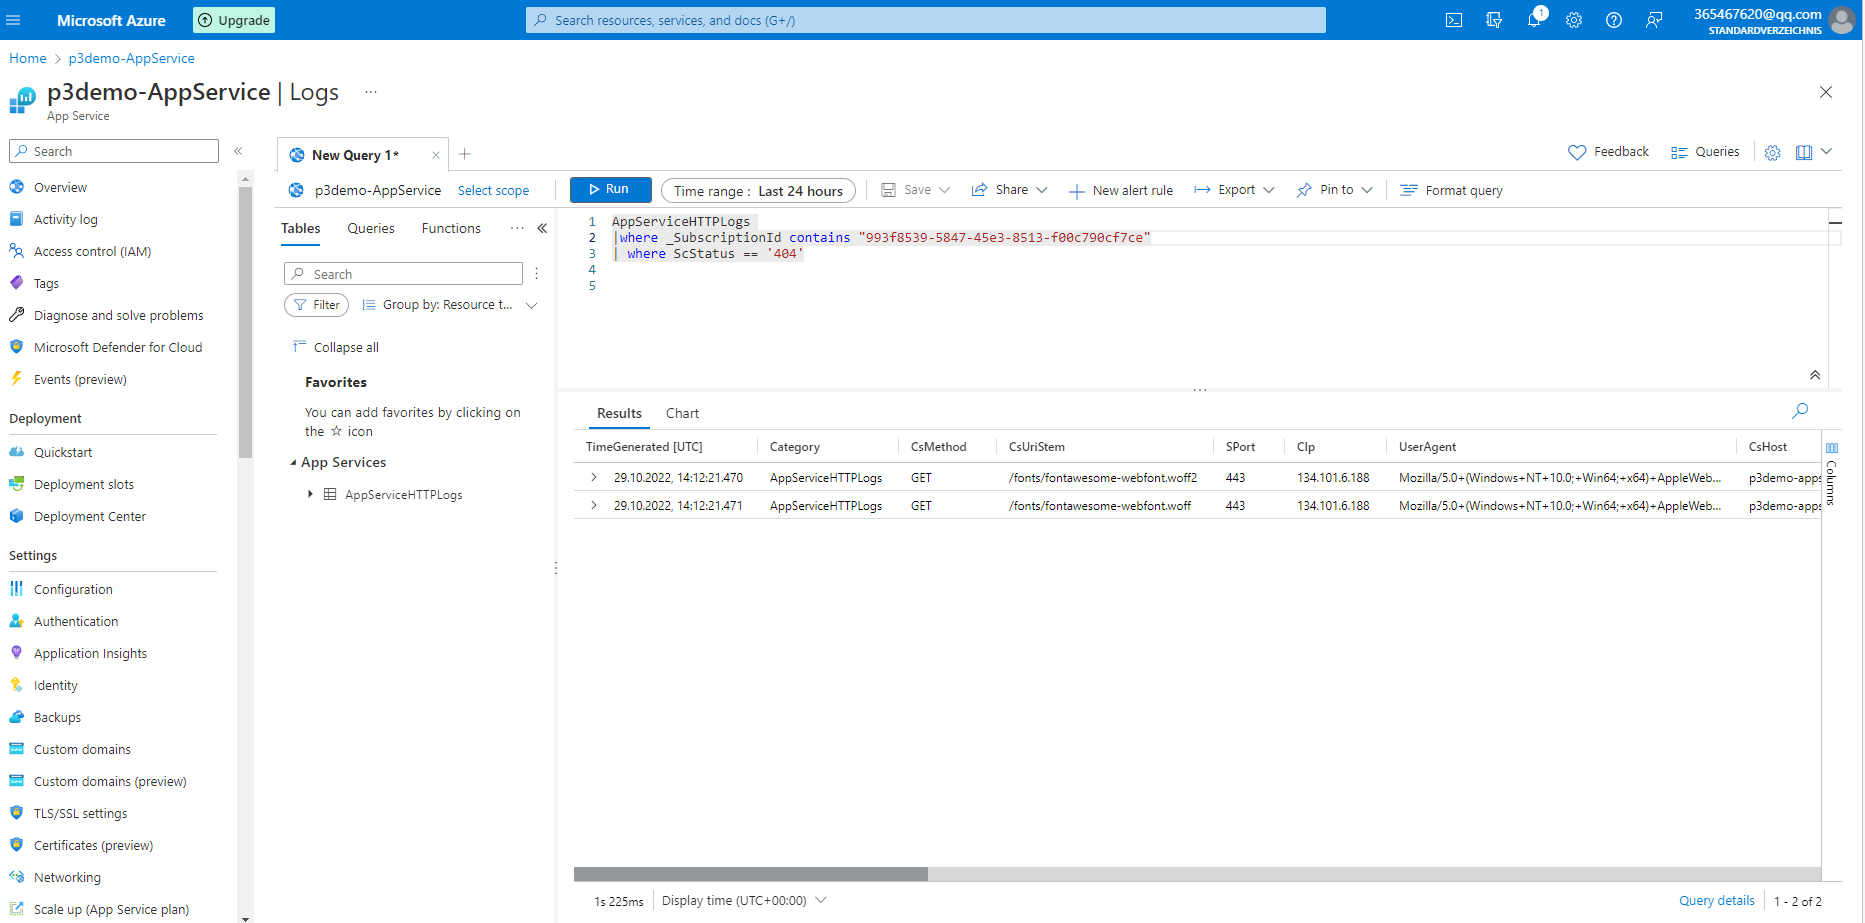 Microsoft Azure
Upgrade
Search resources, services, and docs (G+/)
1
365467620@qq.com
STANDARDVERZEICHNIS
Home > p3demo-AppService
p3demo-AppService | Logs ...
App Service
Search
Overview
Activity log
Access control (IAM)
Tags
Diagnose and solve problems
Microsoft Defender for Cloud
Events (preview)
Deployment
Quickstart
Deployment slots
Deployment Center
Settings
Configuration
Authentication
Application Insights
Identity
Backups
Custom domains
Custom domains (preview)
TLS/SSL settings
Certificates (preview)
Networking
Scale up (App Service plan)
New Query 1*
Feedback
Queries
p3demo-AppService
Select scope
Run
Time range : Last 24 hours
Save
Share
New alert rule
Export
Pin to
Format query
Tables
Queries
Functions
Search
Filter
Group by: Resource t...
Collapse all
Favorites
You can add favorites by clicking on
the ☆ icon
App Services
AppServiceHTTPLogs
1 AppServiceHTTPLogs
2 |where _SubscriptionId contains "993f8539-5847-45e3-8513-f00c790cf7ce"
3 | where ScStatus == '404'
4
5
Results
Chart
TimeGenerated [UTC] Category CsMethod CsUriStem SPort CIp UserAgent CsHost
29.10.2022, 14:12:21.470 AppServiceHTTPLogs GET /fonts/fontawesome-webfont.woff2 443 134.101.6.188 Mozilla/5.0+(Windows+NT+10.0;+Win64;+x64)+AppleWeb... p3demo-apps
29.10.2022, 14:12:21.471 AppServiceHTTPLogs GET /fonts/fontawesome-webfont.woff 443 134.101.6.188 Mozilla/5.0+(Windows+NT+10.0;+Win64;+x64)+AppleWeb... p3demo-apps
Columns
1s 225ms
Display time (UTC+00:00)
Query details
1 - 2 of 2